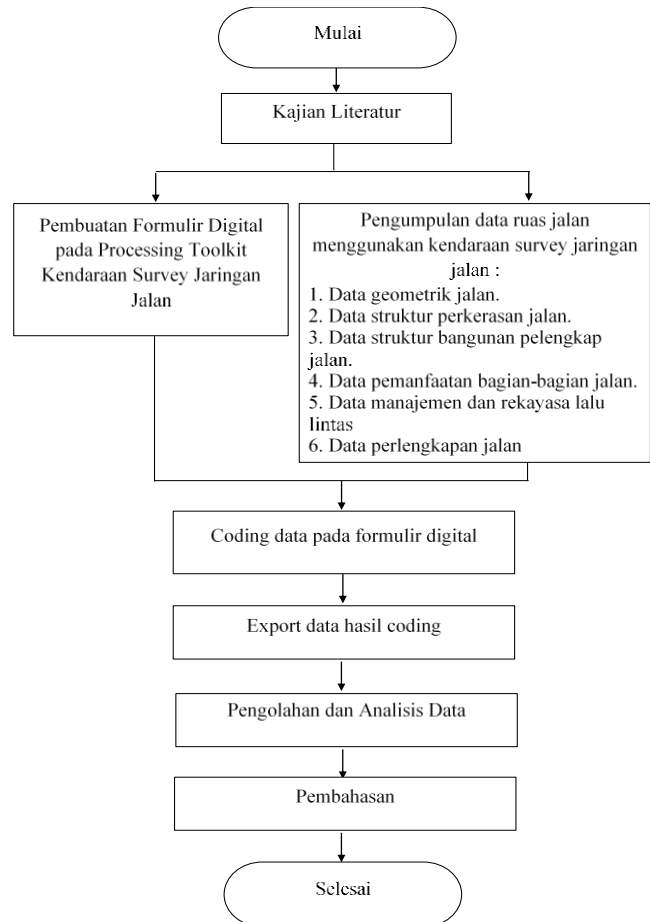 Mulai
Kajian Literatur
Pembuatan Formulir Digital
pada Processing Toolkit
Kendaraan Survey Jaringan
Jalan
Pengumpulan data ruas jalan
menggunakan kendaraan survey jaringan
jalan :
1. Data geometrik jalan.
2. Data struktur perkerasan jalan.
3. Data struktur bangunan pelengkap
jalan.
4. Data pemanfaatan bagian-bagian jalan.
5. Data manajemen dan rekayasa lalu
lintas
6. Data perlengkapan jalan
Coding data pada formulir digital
Export data hasil coding
Pengolahan dan Analisis Data
Pembahasan
Selesai